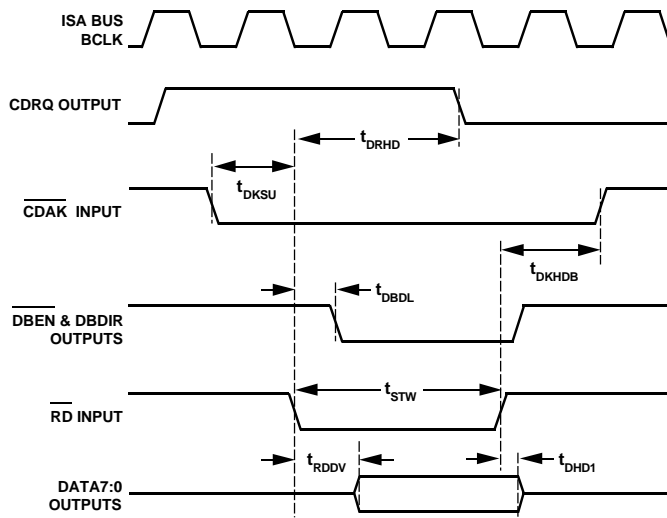 ISA BUS
BCLK
CDRQ OUTPUT
tDRHD
tDKSU
CDAK INPUT
tDKHDB
tDBDL
DBEN & DBDIR
OUTPUTS
tSTW
RD INPUT
tRDDV
tDHD1
DATA7:0
OUTPUTS